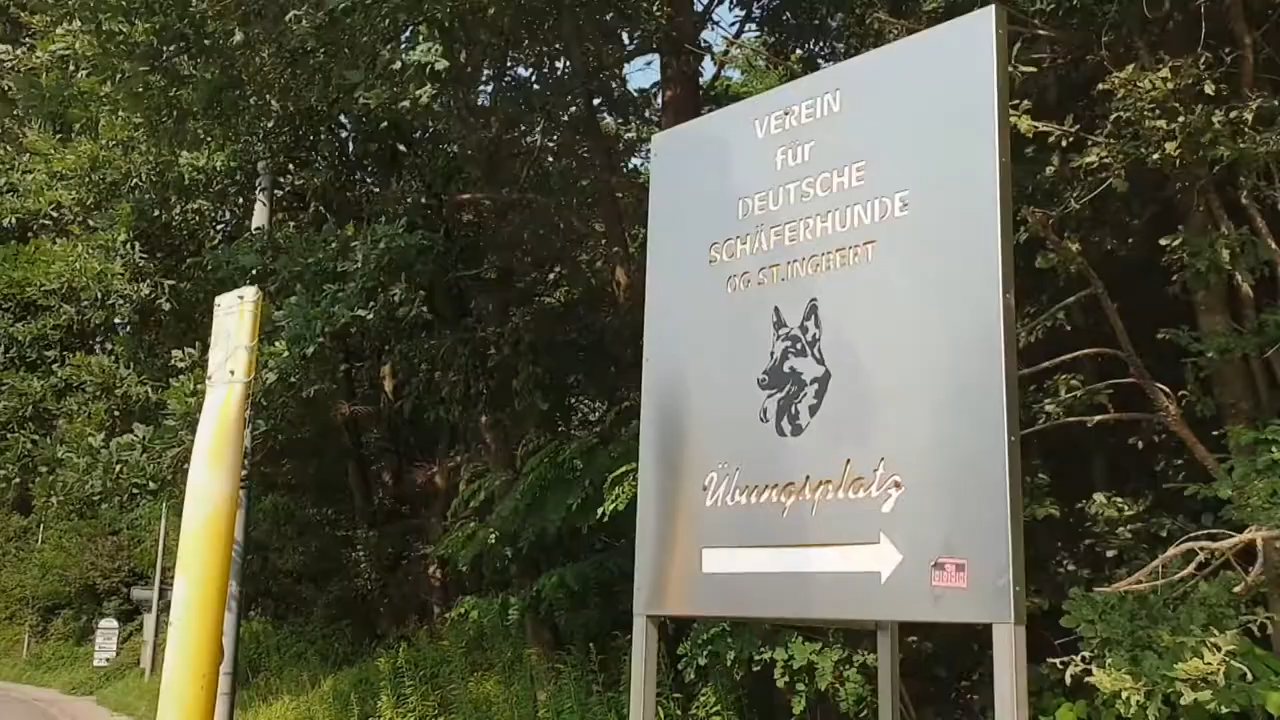 VEREIN
für
DEUTSCHE
SCHÄFERHUNDE
OG ST.INGBERT
Übungsplatz